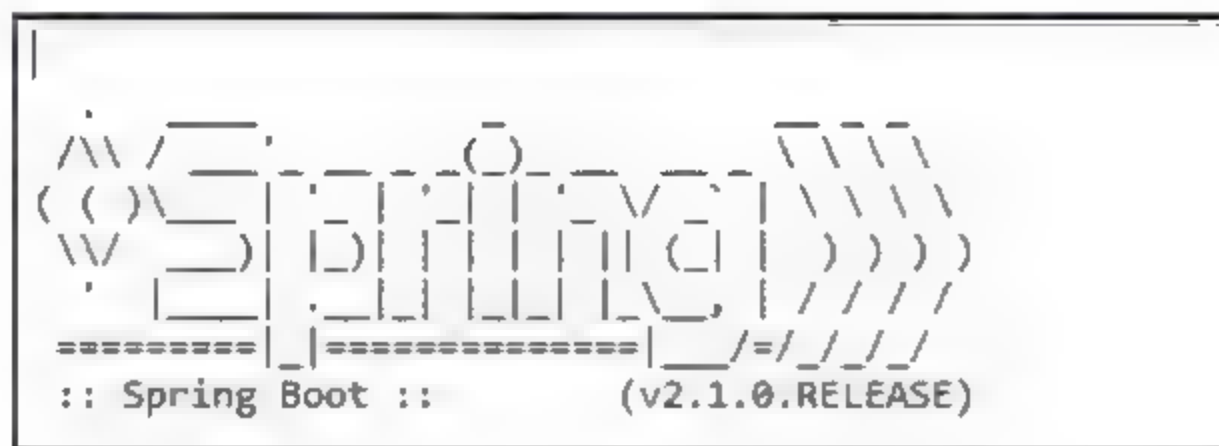 Spring
:: Spring Boot :: (v2.1.0.RELEASE)